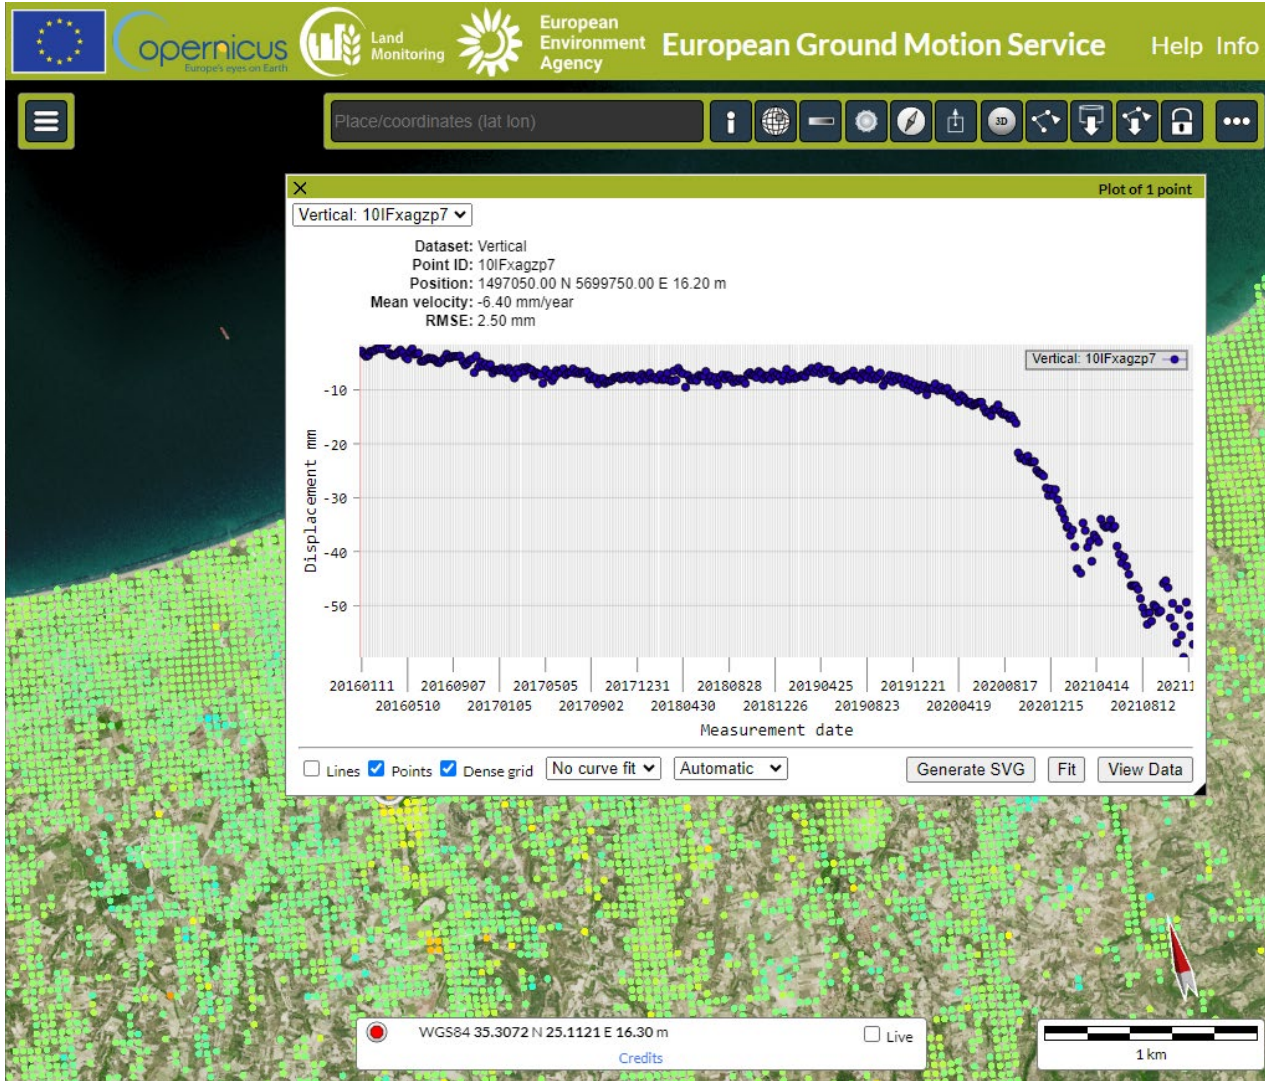 Copernicus
Europe's eyes on Earth
Land
Monitoring
European
Environment
Agency
European Ground Motion Service
Help Info
Place/coordinates (lat lon)
3D
Plot of 1 point
Vertical: 10IFxagzp7
Dataset: Vertical
Point ID: 10IFxagzp7
Position: 1497050.00 N 5699750.00 E 16.20 m
Mean velocity: -6.40 mm/year
RMSE: 2.50 mm
Vertical: 10IFxagzp7
-10
-20
-30
-40
-50
Displacement mm
20160111 20160907 20170505 20171231 20180828 20190425 20191221 20200817 20210414 20211
20160510 20170105 20170902 20180430 20181226 20190823 20200419 20201215 20210812
Measurement date
Lines Points Dense grid No curve fit Automatic Generate SVG Fit View Data
WGS84 35.3072 N 25.1121 E 16.30 m Live
Credits
1 km